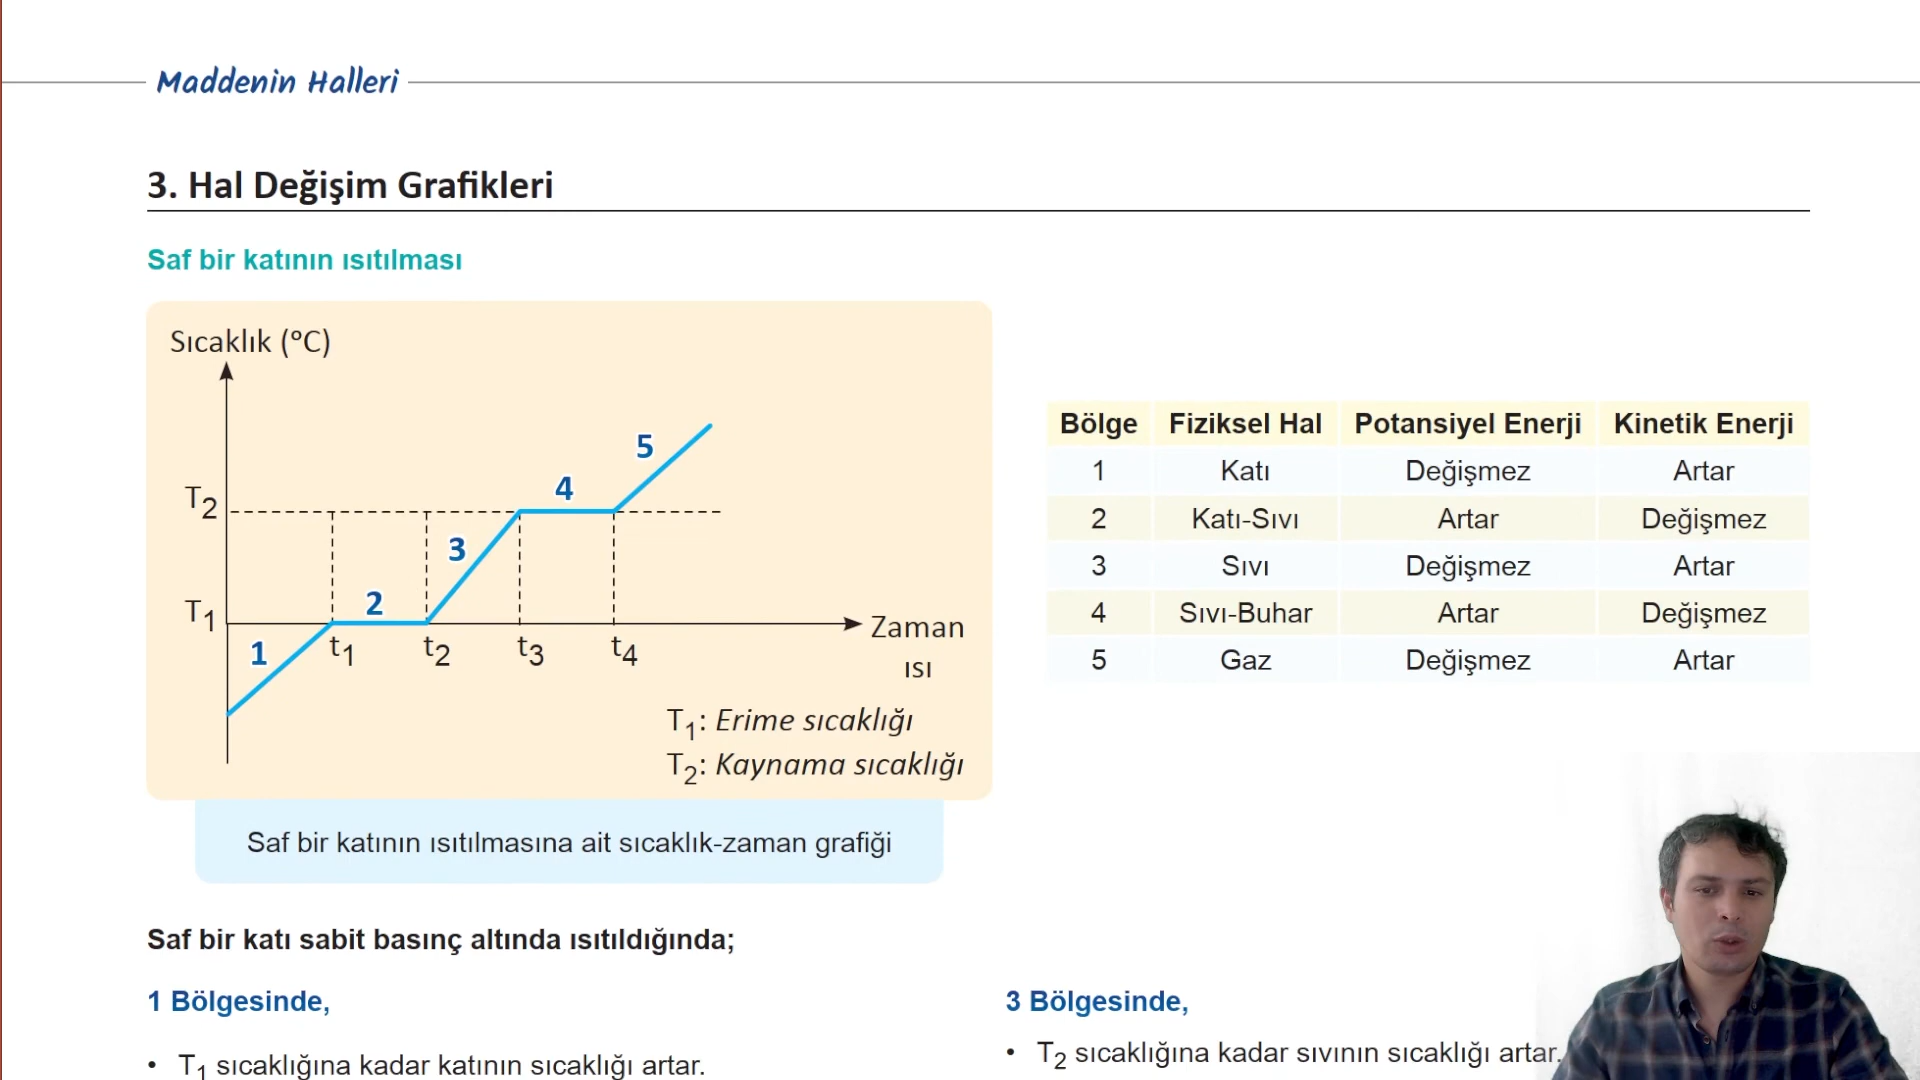 Maddenin Halleri
3. Hal Değişim Grafikleri
Saf bir katının ısıtılması
Sıcaklık (°C)
5
4
T2
3
2
T1
Zaman
ısı
1
t1 t2 t3 t4
T1: Erime sıcaklığı
T2: Kaynama sıcaklığı
Saf bir katının ısıtılmasına ait sıcaklık-zaman grafiği
Bölge Fiziksel Hal Potansiyel Enerji Kinetik Enerji
1 Katı Değişmez Artar
2 Katı-Sıvı Artar Değişmez
3 Sıvı Değişmez Artar
4 Sıvı-Buhar Artar Değişmez
5 Gaz Değişmez Artar
Saf bir katı sabit basınç altında ısıtıldığında;
1 Bölgesinde,
• T1 sıcaklığına kadar katının sıcaklığı artar.
3 Bölgesinde,
• T2 sıcaklığına kadar sıvının sıcaklığı artar.